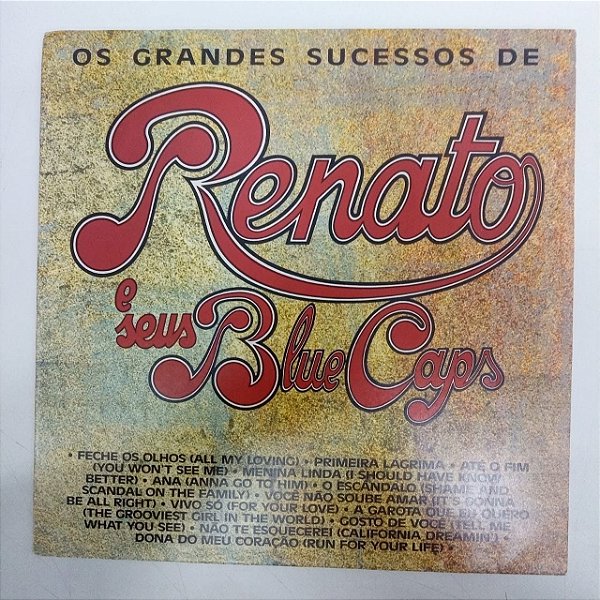 OS GRANDES SUCESSOS DE
Renato
e
seus Blue Caps
• FECHE OS OLHOS (ALL MY LOVING) • PRIMEIRA LAGRIMA • ATÉ O FIM
(YOU WON'T SEE ME) • MENINA LINDA (I SHOULD HAVE KNOW
BETTER) • ANA (ANNA GO TO HIM) • O ESCÂNDALO (SHAME AND
SCANDAL ON THE FAMILY) • VOCÊ NÃO SOUBE AMAR (IT'S GONNA
BE ALL RIGHT) • VIVO SÓ (FOR YOUR LOVE) • A GAROTA QUE EU QUERO
(THE GROOVIEST GIRL IN THE WORLD) • GOSTO DE VOCÊ (TELL ME
WHAT YOU SEE) • NÃO TE ESQUECEREI (CALIFORNIA DREAMIN') •
DONA DO MEU CORAÇÃO (RUN FOR YOUR LIFE) •